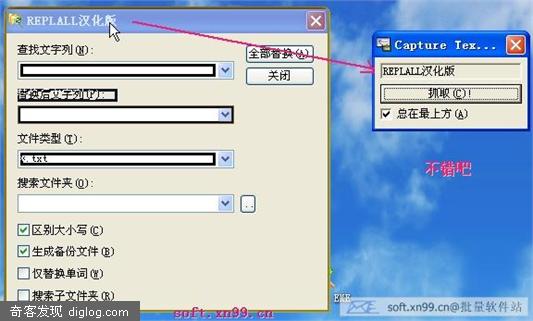 REPLALL汉化版
查找文字列(N):
全部替换(A)
关闭
替换后文字列(P):
文件类型(T):
*.txt
搜索文件夹(O):
..
区别大小写(C)
生成备份文件(B)
仅替换单词(W)
搜索子文件夹(R)
Capture Tex...
REPLALL汉化版
抓取(C)!
总在最上方(A)
不错吧
EXE
soft.xn99.cn
奇客发现 diglog.com
soft.xn99.cn@批量软件站